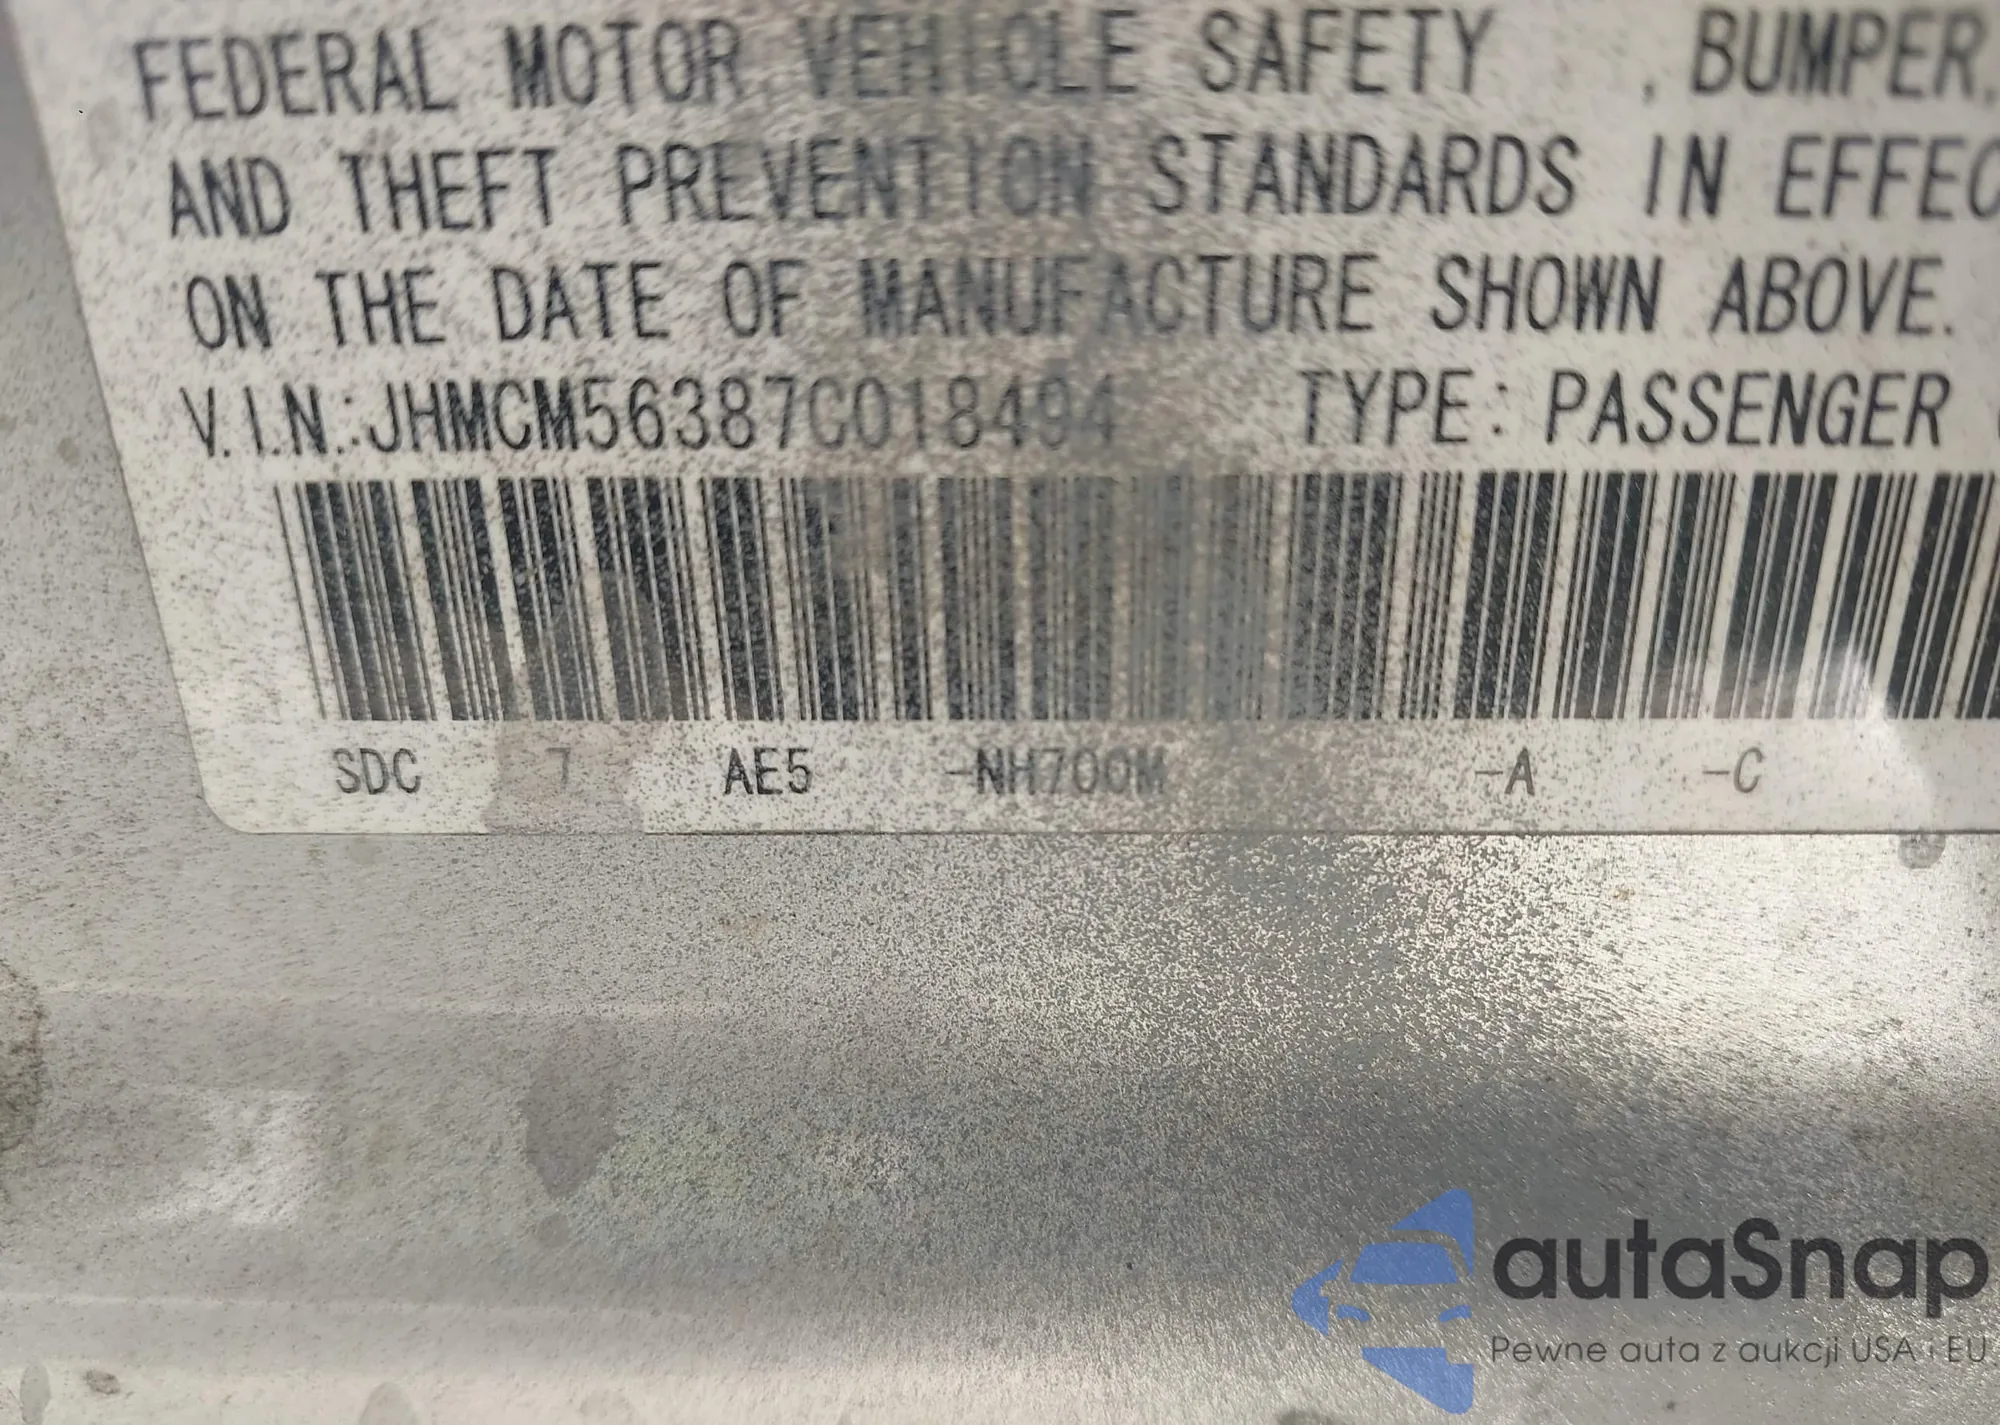 FEDERAL MOTOR VEHICLE SAFETY , BUMPER,
AND THEFT PREVENTION STANDARDS IN EFFEC
ON THE DATE OF MANUFACTURE SHOWN ABOVE.
V.I.N.:JHMCM56387C018494 TYPE: PASSENGER
SDC 7 AE5 -NH700M -A -C
autaSnap
Pewne auta z aukcji USA i EU